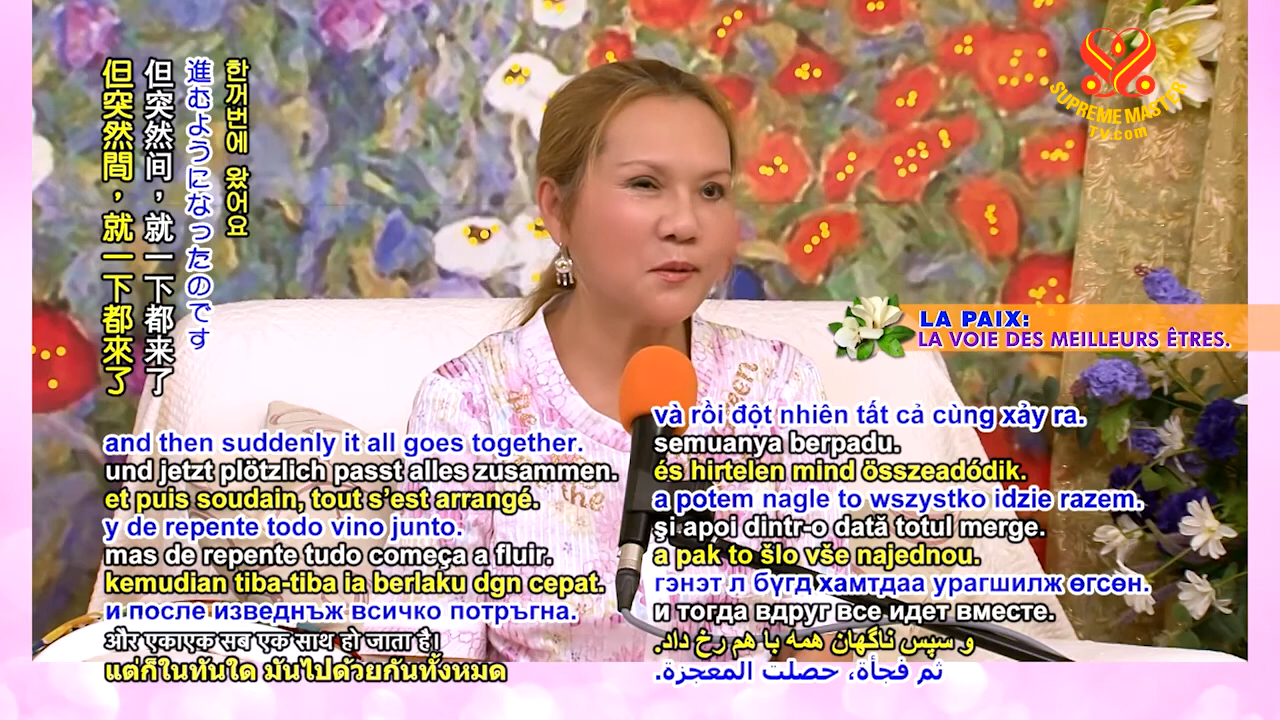 한꺼번에 왔어요
進むようになったのです
但突然间，就一下都来了
但突然間，就一下都來了
SUPREME MASTER
TV.com
LA PAIX:
LA VOIE DES MEILLEURS ÊTRES.
and then suddenly it all goes together.
und jetzt plötzlich passt alles zusammen.
et puis soudain, tout s’est arrangé.
y de repente todo vino junto.
mas de repente tudo começa a fluir.
kemudian tiba-tiba ia berlaku dgn cepat.
и после изведнъж всичко потръгна.
और एकाएक सब एक साथ हो जाता है।
แต่ก็ในทันใด มันไปด้วยกันทั้งหมด
và rồi đột nhiên tất cả cùng xảy ra.
semuanya berpadu.
és hirtelen mind összeadódik.
a potem nagle to wszystko idzie razem.
şi apoi dintr-o dată totul merge.
a pak to šlo vše najednou.
гэнэт л бүгд хамтдаа урагшилж өгсөн.
и тогда вдруг все идет вместе.
و سپس ناگهان همه با هم رخ داد.
ثم فجأة، حصلت المعجزة.